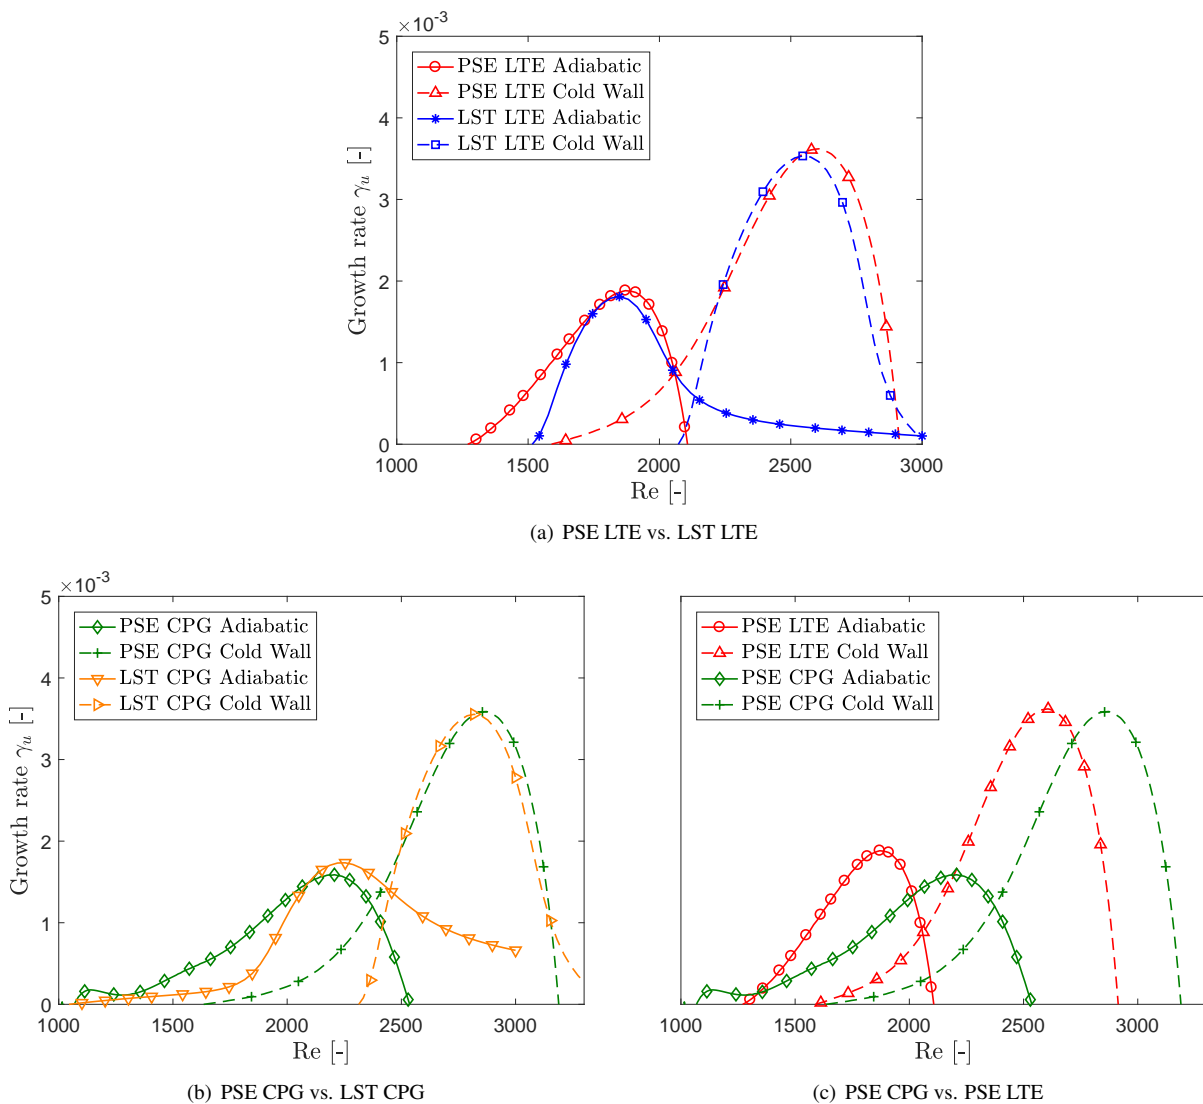 ×10⁻³
5
4
3
2
1
0
Growth rate γᵤ [-]
PSE LTE Adiabatic
PSE LTE Cold Wall
LST LTE Adiabatic
LST LTE Cold Wall
1000 1500 2000 2500 3000
Re [-]
(a) PSE LTE vs. LST LTE
×10⁻³
5
4
3
2
1
0
Growth rate γᵤ [-]
PSE CPG Adiabatic
PSE CPG Cold Wall
LST CPG Adiabatic
LST CPG Cold Wall
1000 1500 2000 2500 3000
Re [-]
(b) PSE CPG vs. LST CPG
PSE LTE Adiabatic
PSE LTE Cold Wall
PSE CPG Adiabatic
PSE CPG Cold Wall
1000 1500 2000 2500 3000
Re [-]
(c) PSE CPG vs. PSE LTE